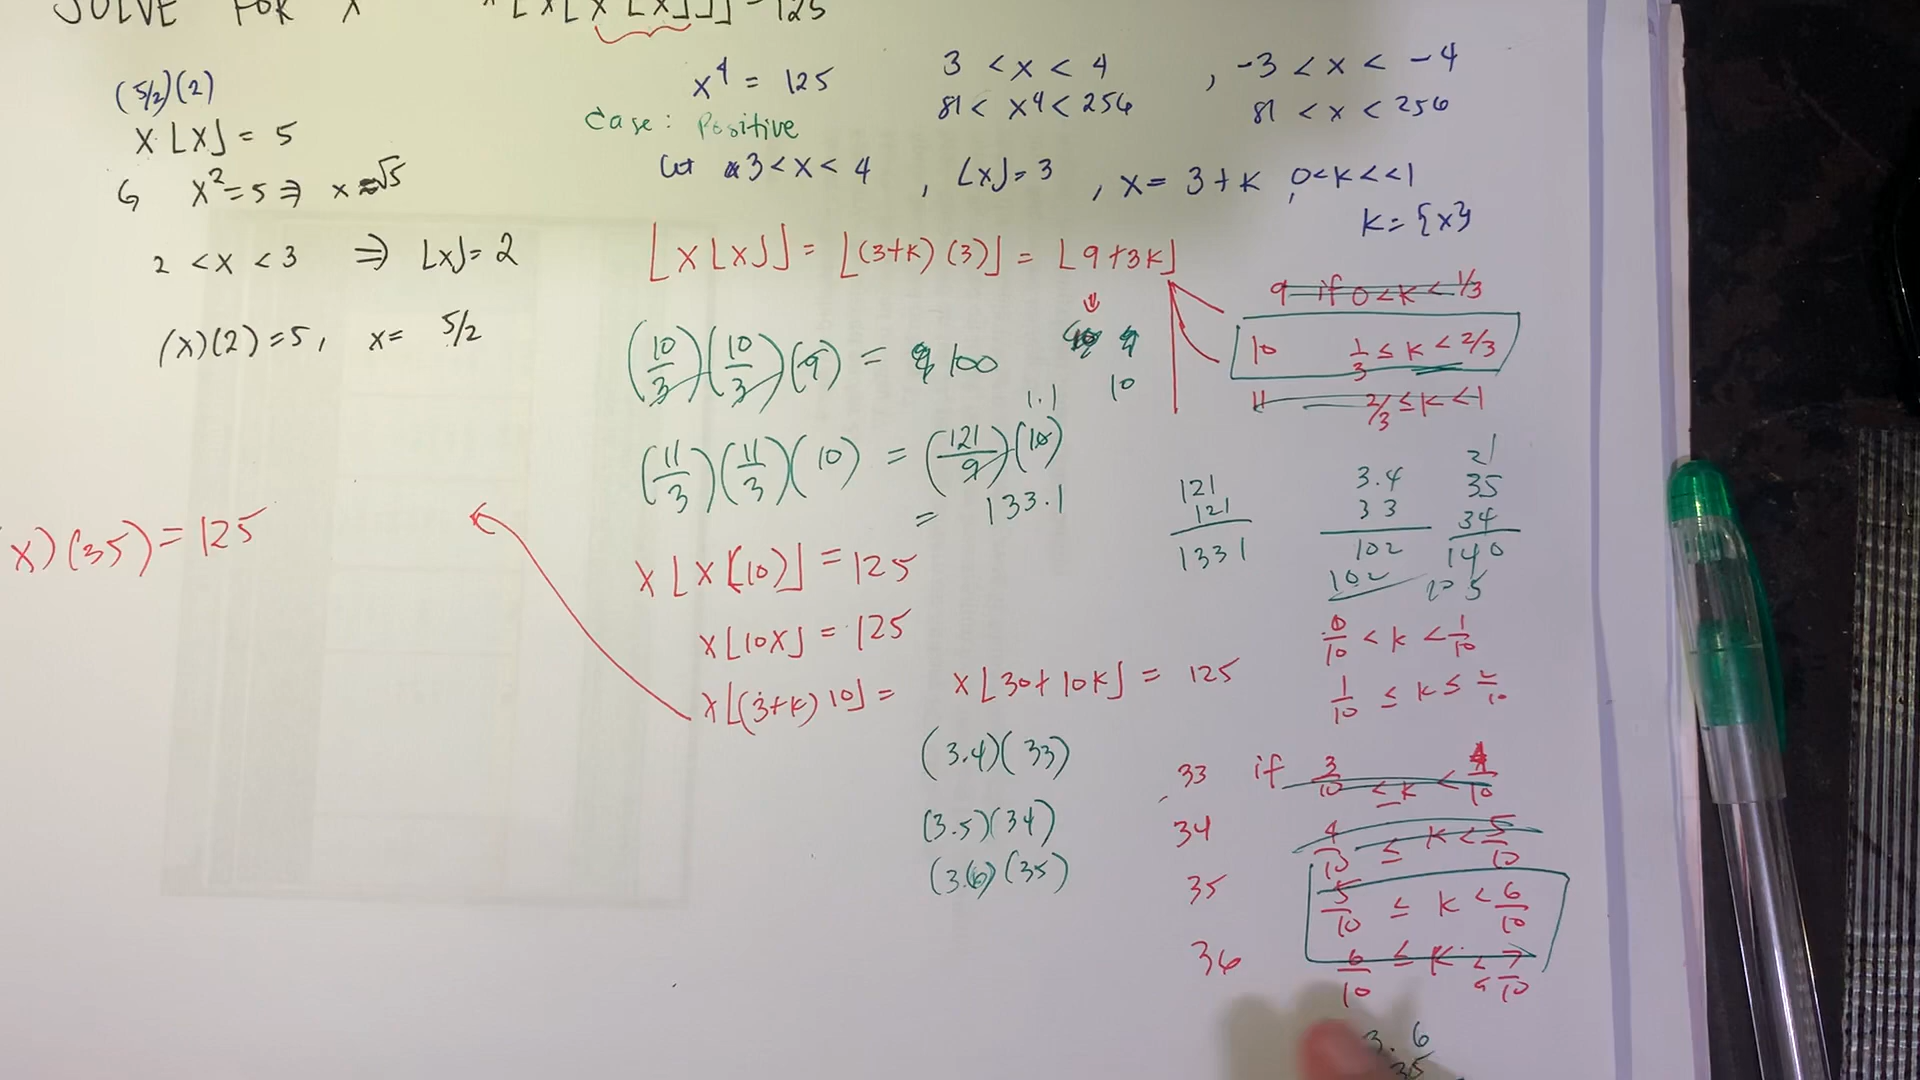 SOLVE FOR X x⌊x⌊x⌊x⌋⌋⌋ = 125
(5/2)(2)
x⌊x⌋ = 5
x² = 5 ⇒ x ≈ √5
2 < x < 3 ⇒ ⌊x⌋ = 2
(x)(2) = 5, x = 5/2
x)(35) = 125
x⁴ = 125
3 < x < 4 , -3 < x < -4
81 < x⁴ < 256 81 < x < 256
Case: Positive
Let 3 < x < 4 , ⌊x⌋ = 3 , x = 3 + k , 0 < k < < 1
k = {x}
⌊x⌊x⌋⌋ = ⌊(3+k)(3)⌋ = ⌊9 + 3k⌋
9 if 0 < k < 1/3
10 1/3 ≤ k < 2/3
11 2/3 ≤ k < 1
(10/3)(10/3)(9) = 100
9
10
1.1
(11/3)(11/3)(10) = (121/9)(10)
= 133.1
121
121
1331
3.4
33
102
102
21
35
34
140
105
x⌊x⌊10)⌋ = 125
x⌊10x⌋ = 125
x⌊(3+k)10⌋ = x⌊30 + 10k⌋ = 125
0/10 < k < 1/10
1/10 ≤ k ≤ 2/10
(3.4)(33)
(3.5)(34)
(3.6)(35)
33 if 3/10 ≤ k < 4/10
34 4/10 ≤ k < 5/10
35 5/10 ≤ k < 6/10
36 6/10 ≤ k < 7/10
3.6
35